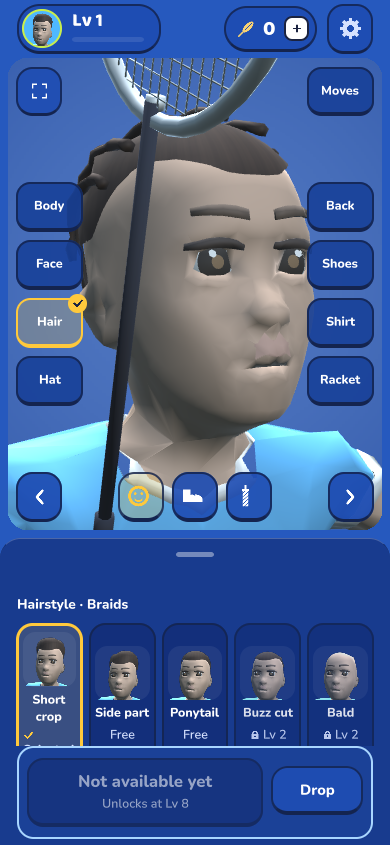 Lv 1
0 +
Moves
Body
Back
Face
Shoes
Hair
Shirt
Hat
Racket
Hairstyle · Braids
Short crop
Side part
Free
Ponytail
Free
Buzz cut
Lv 2
Bald
Lv 2
Not available yet
Unlocks at Lv 8
Drop